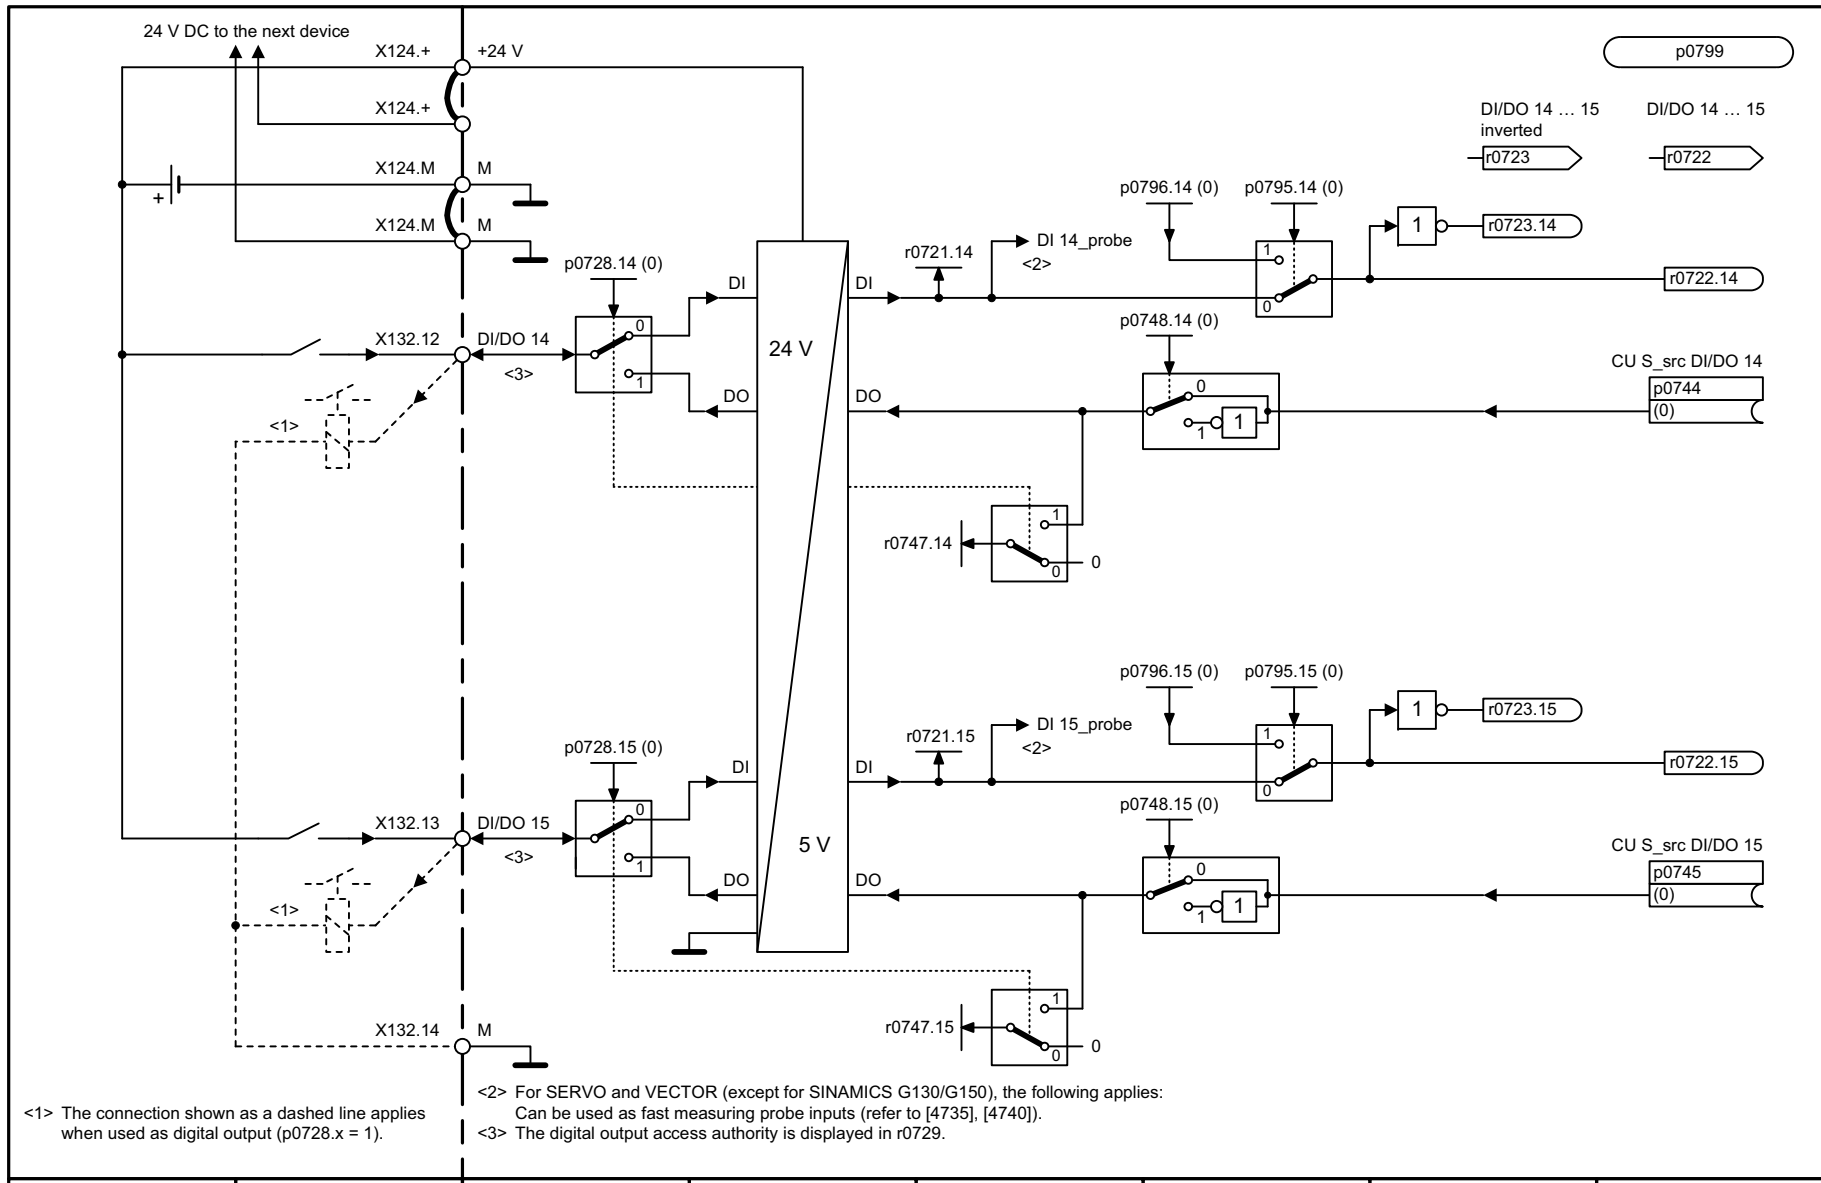 24 V DC to the next device
X124.+
+24 V
p0799
X124.+
DI/DO 14 … 15
inverted
DI/DO 14 … 15
r0723
r0722
X124.M
M
+
X124.M
M
p0796.14 (0)
p0795.14 (0)
1
r0723.14
DI 14_probe
<2>
r0721.14
p0728.14 (0)
1
0
r0722.14
DI
DI
X132.12
DI/DO 14
<3>
0
1
24 V
p0748.14 (0)
CU S_src DI/DO 14
p0744
(0)
DO
DO
0
1
1
<1>
r0747.14
1
0
0
p0796.15 (0)
p0795.15 (0)
1
r0723.15
DI 15_probe
<2>
r0721.15
p0728.15 (0)
1
0
r0722.15
DI
DI
X132.13
DI/DO 15
<3>
0
1
5 V
p0748.15 (0)
CU S_src DI/DO 15
p0745
(0)
DO
DO
0
1
1
<1>
r0747.15
1
0
0
X132.14
M
<1> The connection shown as a dashed line applies
when used as digital output (p0728.x = 1).
<2> For SERVO and VECTOR (except for SINAMICS G130/G150), the following applies:
Can be used as fast measuring probe inputs (refer to [4735], [4740]).
<3> The digital output access authority is displayed in r0729.